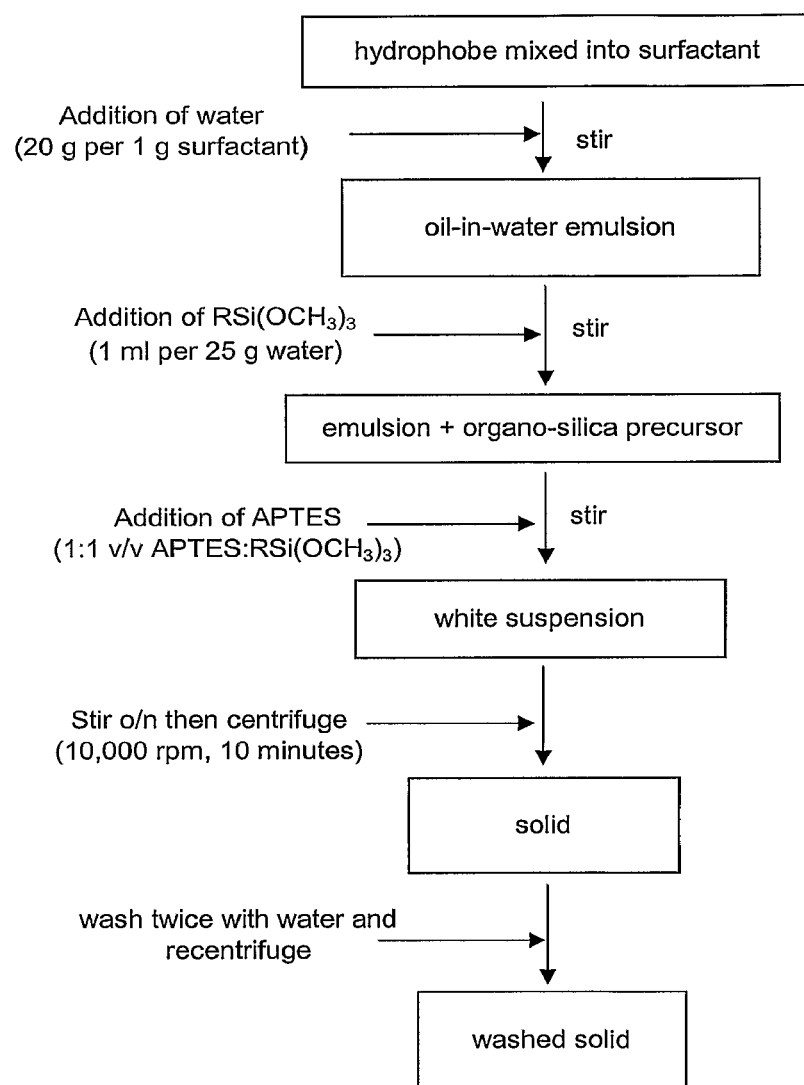 hydrophobe mixed into surfactant
Addition of water
(20 g per 1 g surfactant)
stir
oil-in-water emulsion
Addition of RSi(OCH₃)₃
(1 ml per 25 g water)
stir
emulsion + organo-silica precursor
Addition of APTES
(1:1 v/v APTES:RSi(OCH₃)₃)
stir
white suspension
Stir o/n then centrifuge
(10,000 rpm, 10 minutes)
solid
wash twice with water and
recentrifuge
washed solid